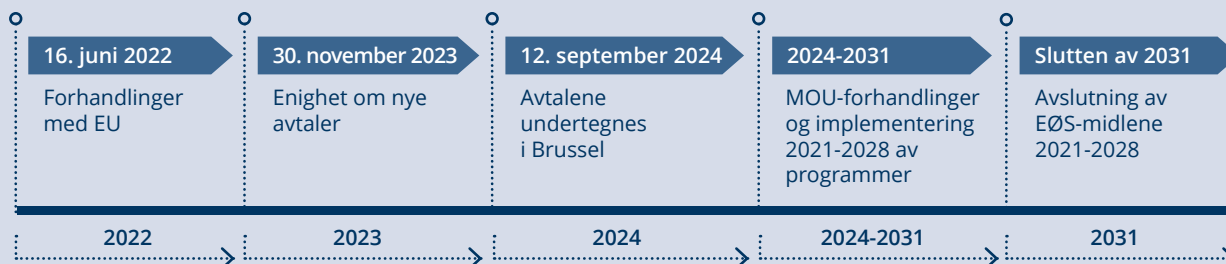 16. juni 2022
Forhandlinger
med EU
30. november 2023
Enighet om nye
avtaler
12. september 2024
Avtalene
undertegnes
i Brussel
2024-2031
MOU-forhandlinger
og implementering
2021-2028 av
programmer
Slutten av 2031
Avslutning av
EØS-midlene
2021-2028
2022
2023
2024
2024-2031
2031